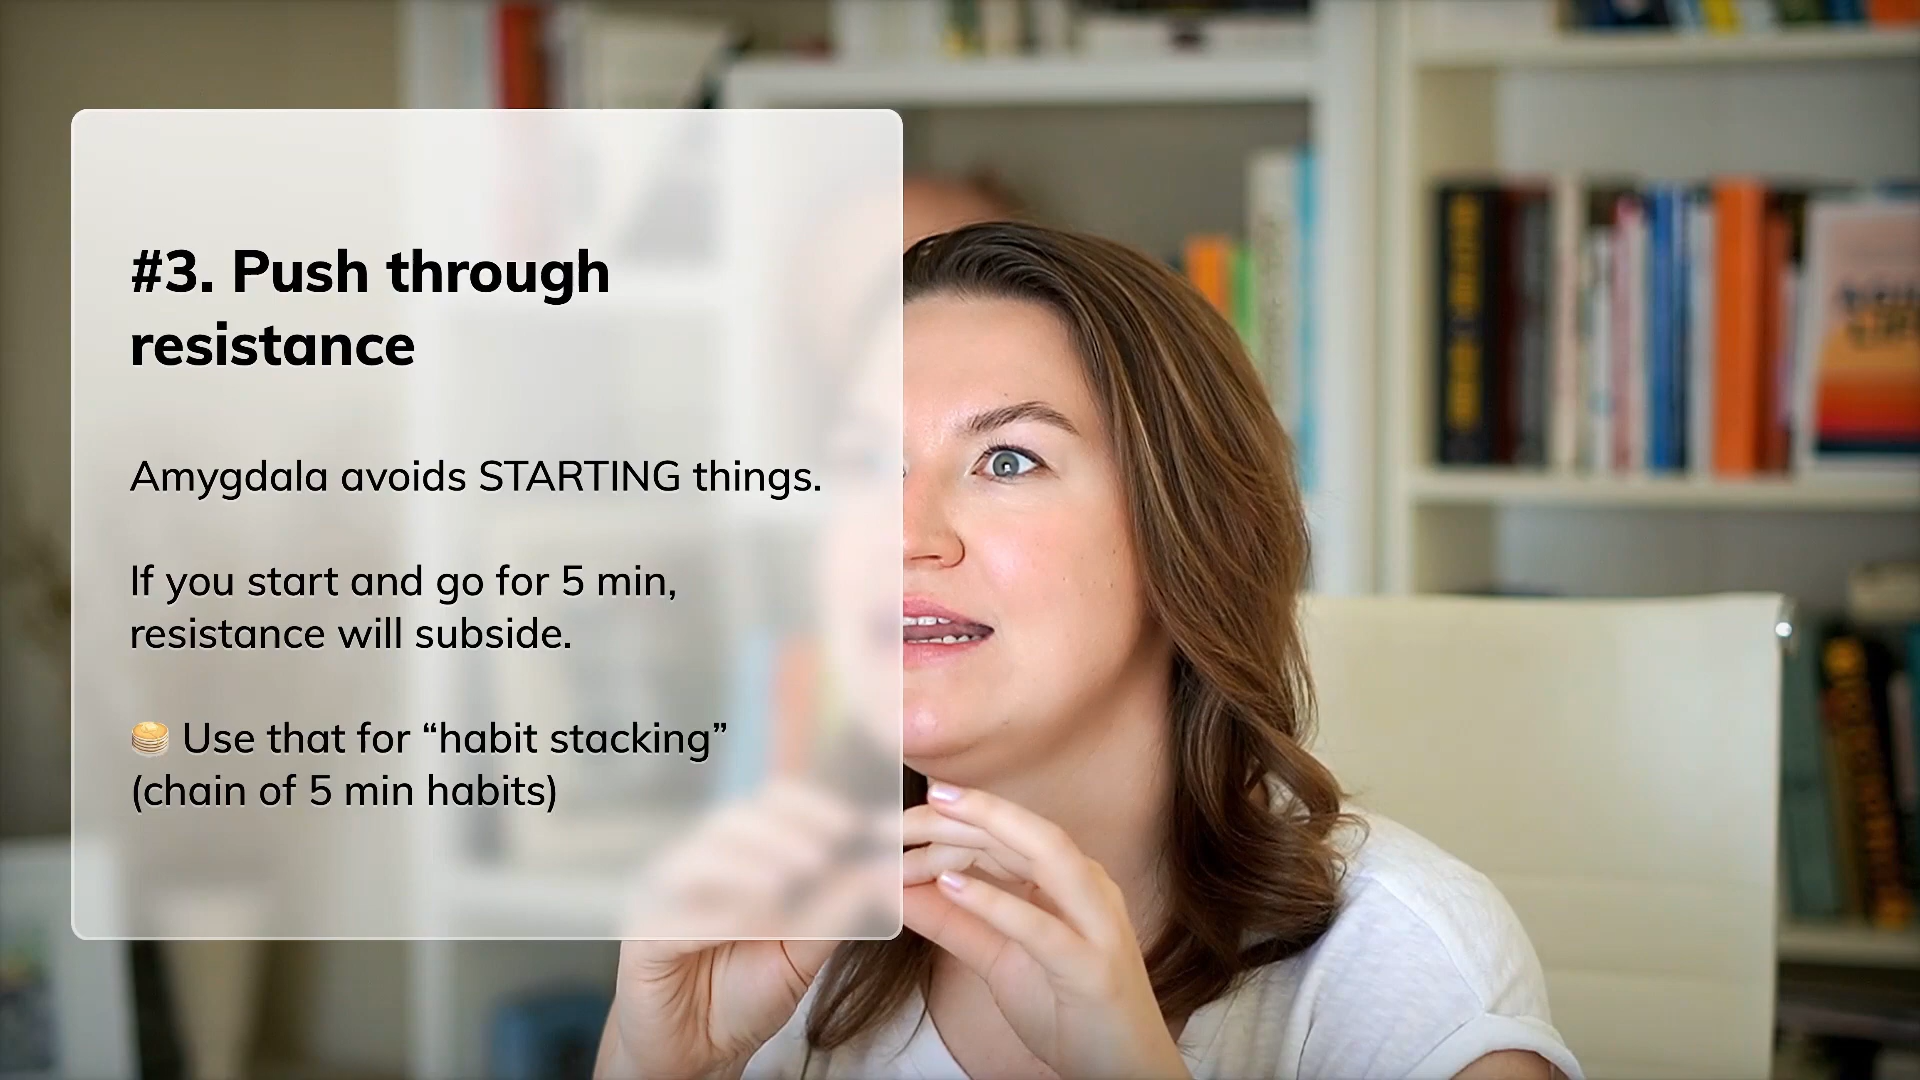 #3. Push through
resistance
Amygdala avoids STARTING things.
If you start and go for 5 min,
resistance will subside.
🥞 Use that for “habit stacking”
(chain of 5 min habits)